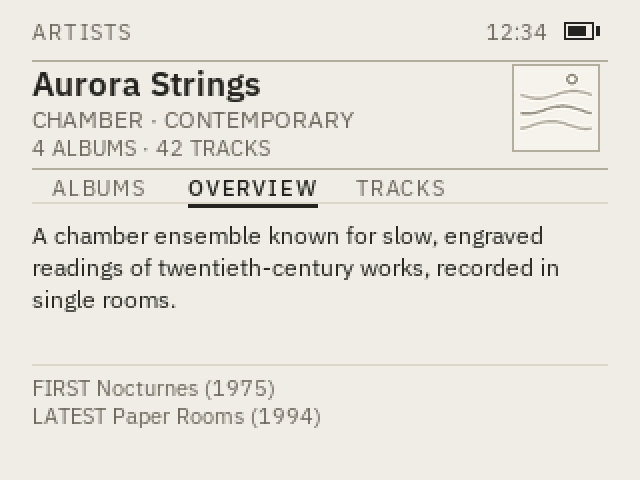 ARTISTS 12:34
Aurora Strings
CHAMBER · CONTEMPORARY
4 ALBUMS · 42 TRACKS
ALBUMS OVERVIEW TRACKS
A chamber ensemble known for slow, engraved
readings of twentieth-century works, recorded in
single rooms.
FIRST Nocturnes (1975)
LATEST Paper Rooms (1994)